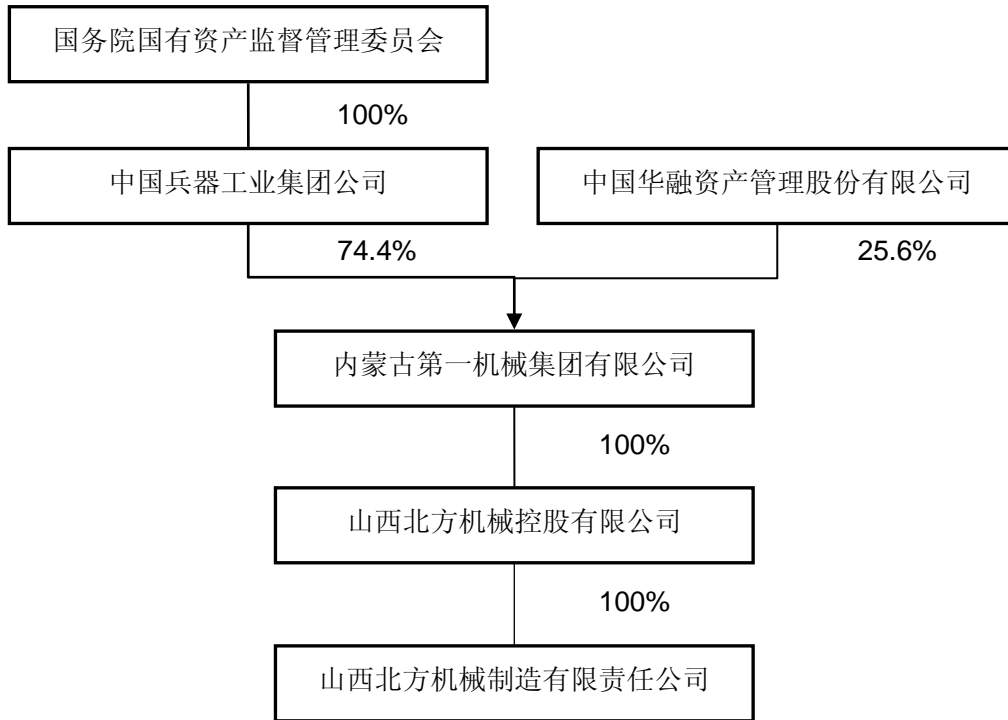 国务院国有资产监督管理委员会
100%
中国兵器工业集团公司
中国华融资产管理股份有限公司
74.4%
25.6%
内蒙古第一机械集团有限公司
100%
山西北方机械控股有限公司
100%
山西北方机械制造有限责任公司